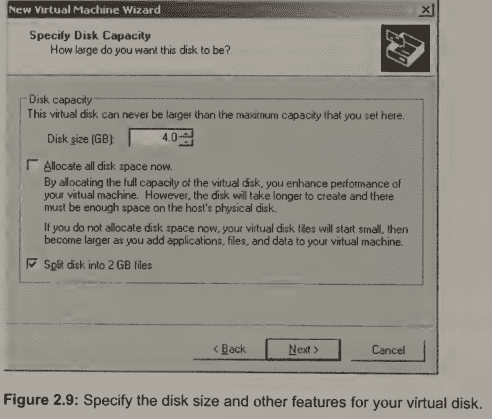 New Virtual Machine Wizard
Specify Disk Capacity
How large do you want this disk to be?
Disk capacity
This virtual disk can never be larger than the maximum capacity that you set here.
Disk size (GB): 4.0
Allocate all disk space now.
By allocating the full capacity of the virtual disk, you enhance performance of
your virtual machine. However, the disk will take longer to create and there
must be enough space on the host's physical disk.
If you do not allocate disk space now, your virtual disk files will start small, then
become larger as you add applications, files, and data to your virtual machine.
Split disk into 2 GB files
< Back Next > Cancel
Figure 2.9: Specify the disk size and other features for your virtual disk.